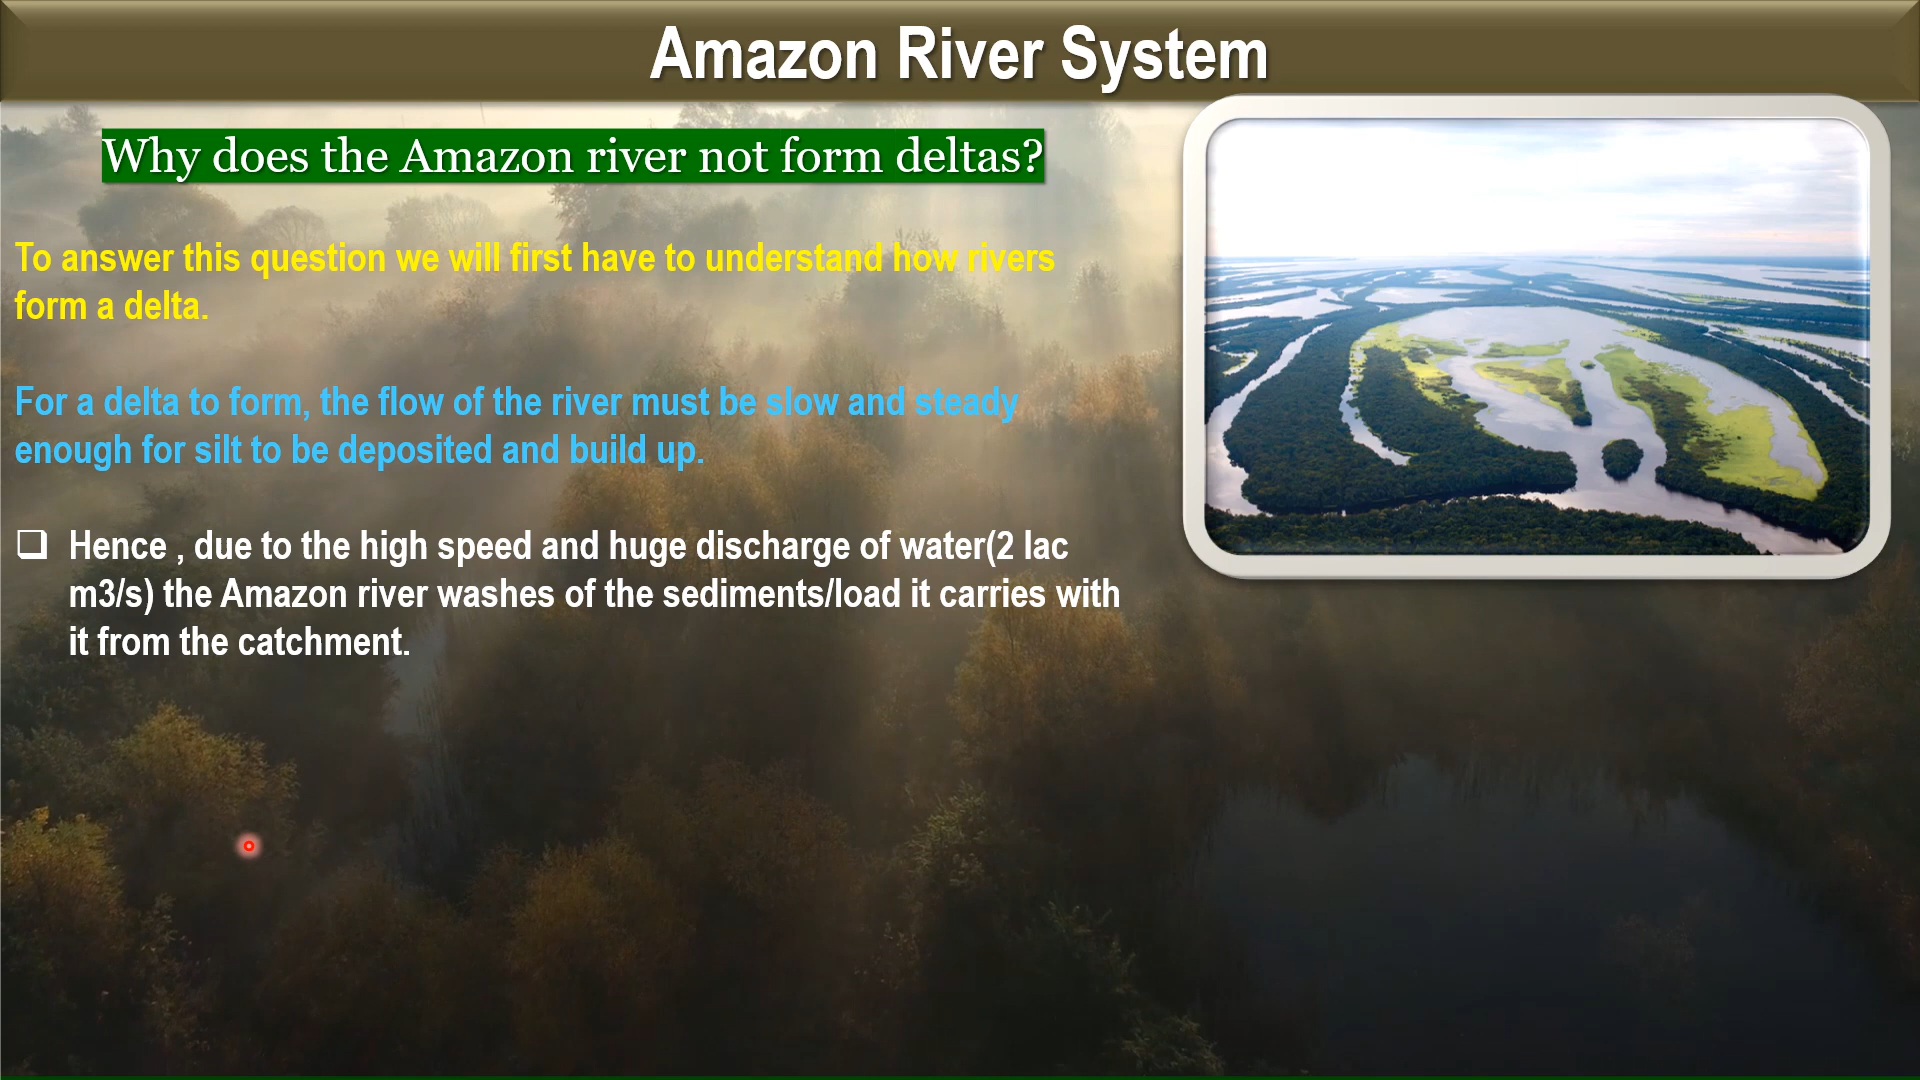 Amazon River System
Why does the Amazon river not form deltas?
To answer this question we will first have to understand how rivers
form a delta.
For a delta to form, the flow of the river must be slow and steady
enough for silt to be deposited and build up.
Hence , due to the high speed and huge discharge of water(2 lac
m3/s) the Amazon river washes of the sediments/load it carries with
it from the catchment.